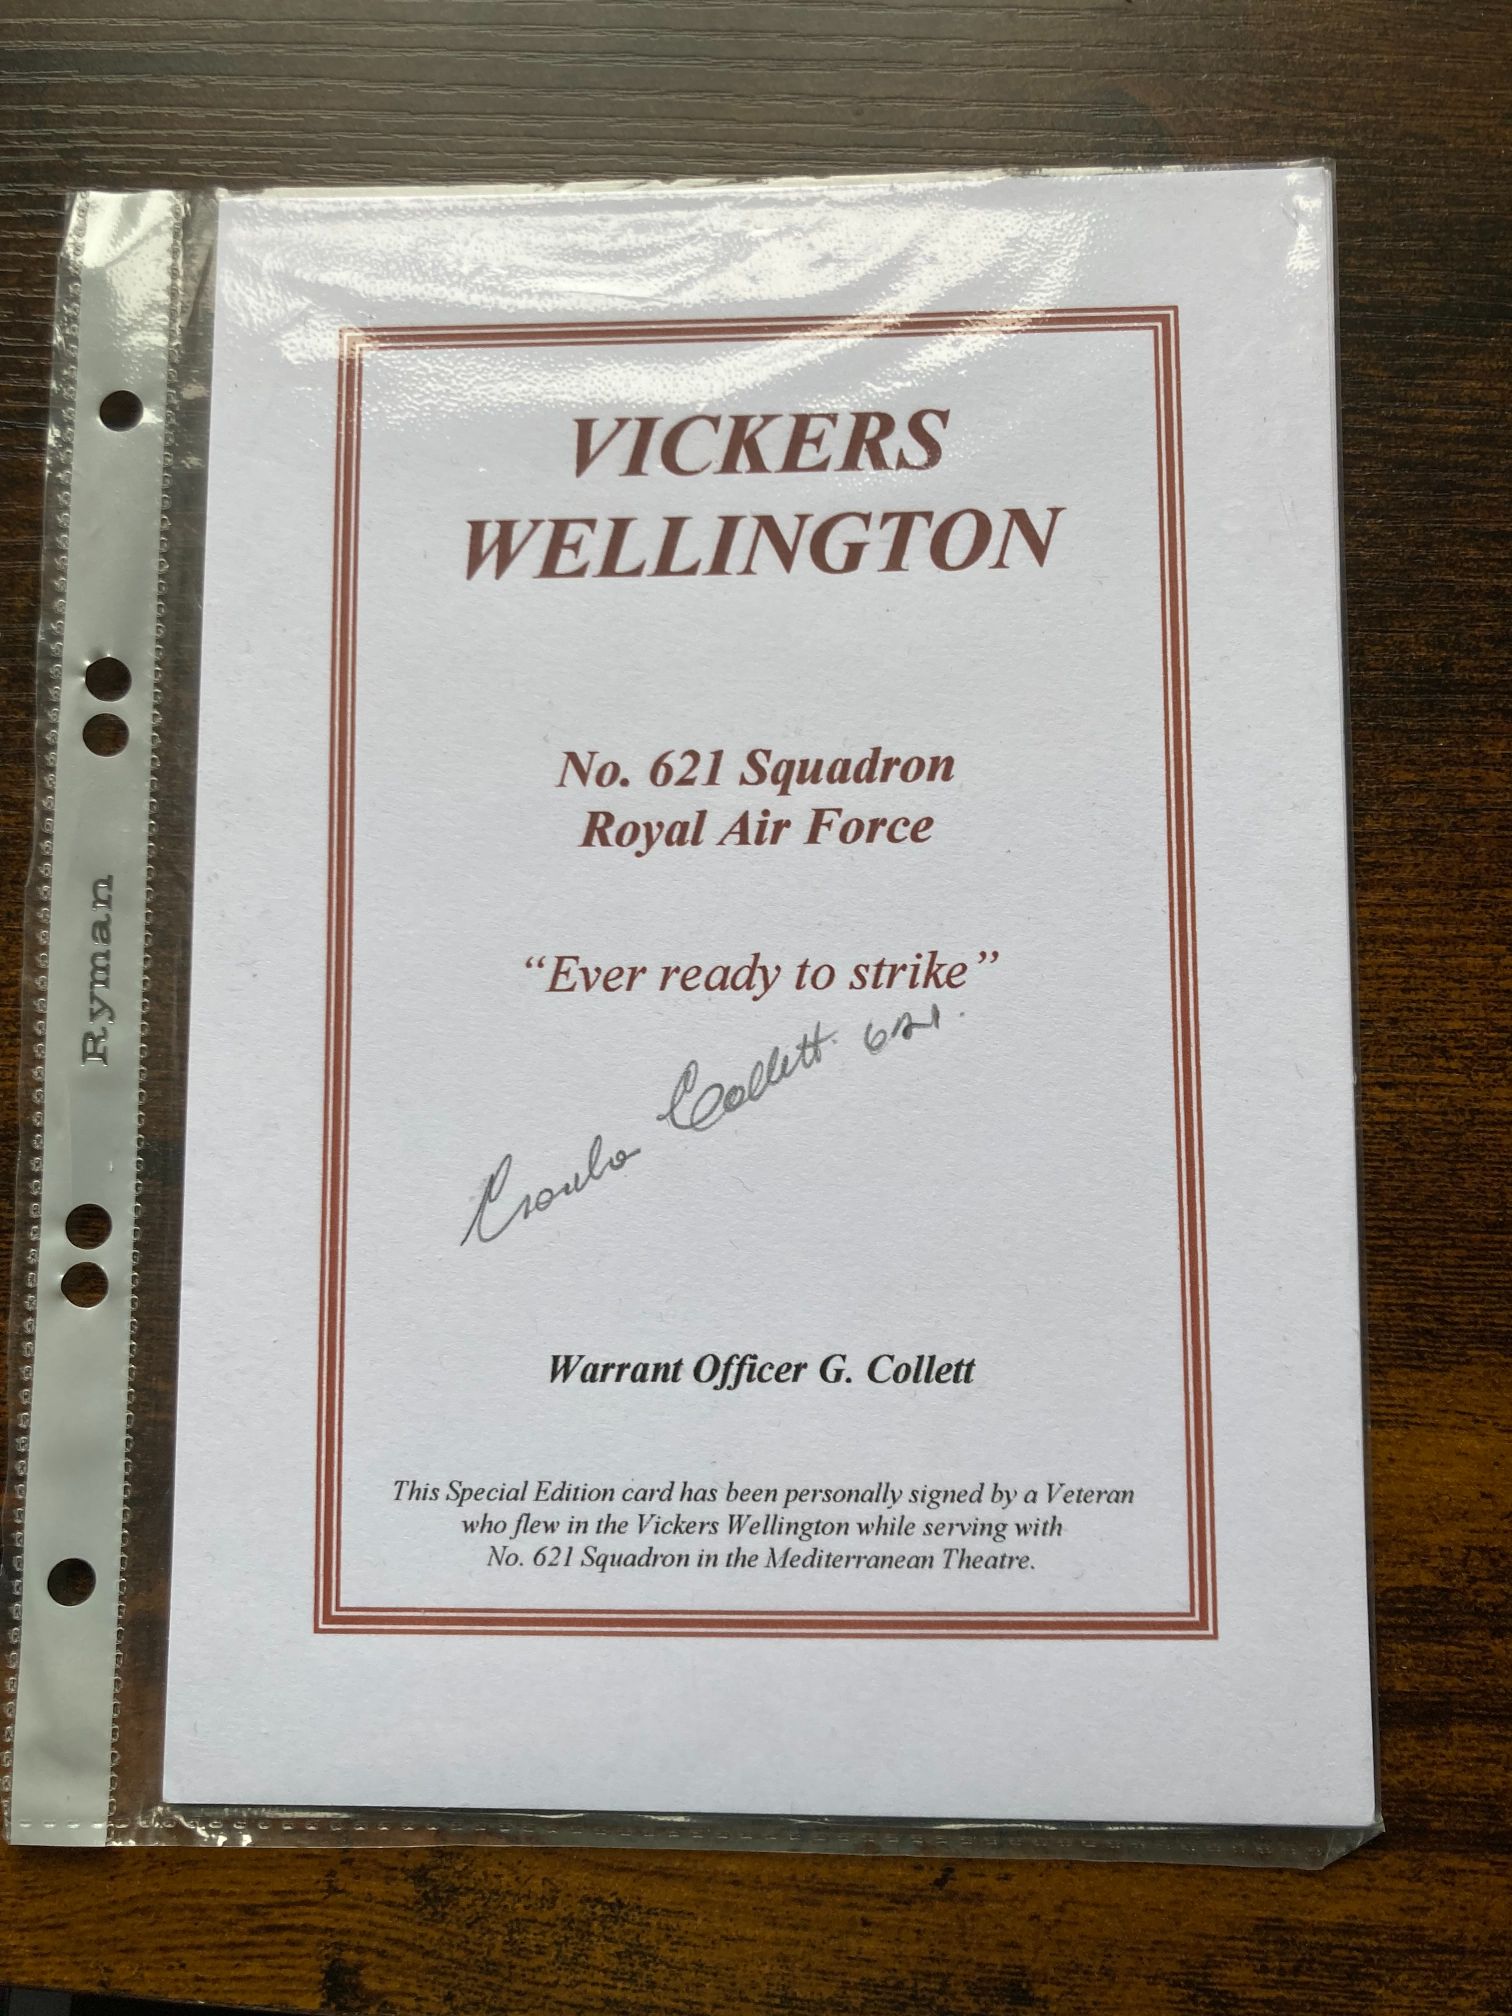 VICKERS
WELLINGTON
No. 621 Squadron
Royal Air Force
“Ever ready to strike”
Collett 621.
Warrant Officer G. Collett
This Special Edition card has been personally signed by a Veteran
who flew in the Vickers Wellington while serving with
No. 621 Squadron in the Mediterranean Theatre.
Ryman